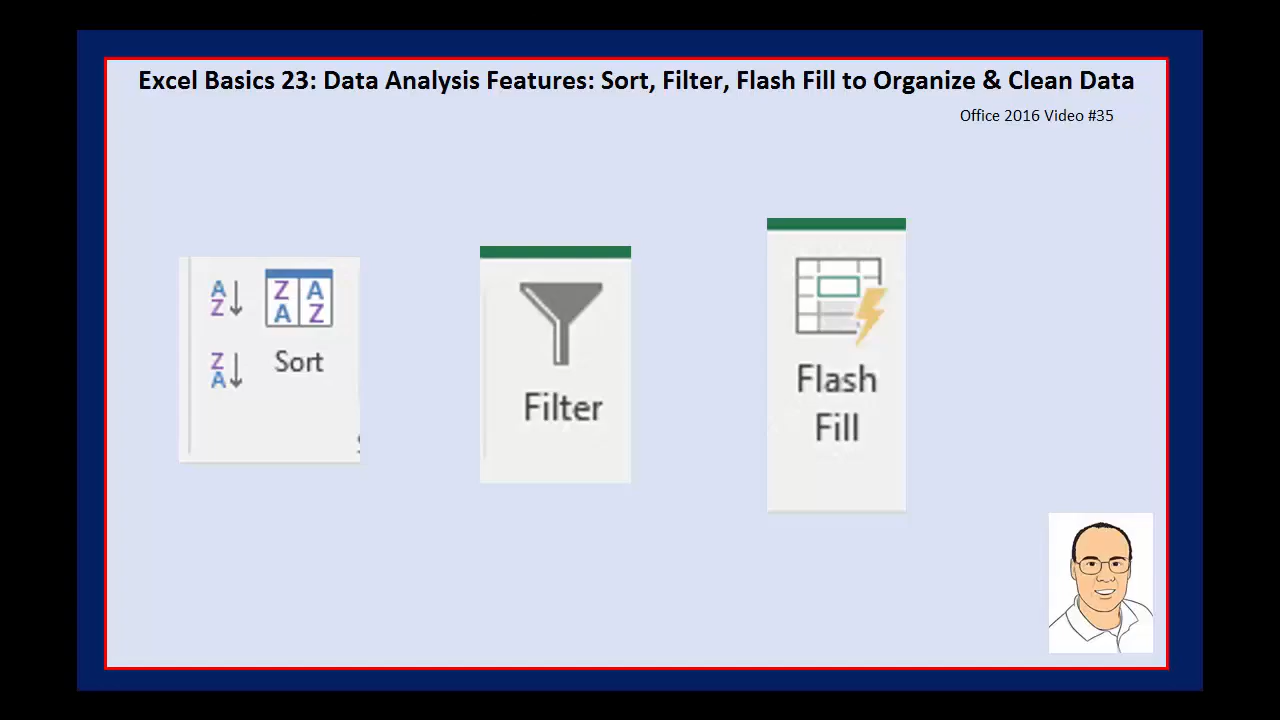 Excel Basics 23: Data Analysis Features: Sort, Filter, Flash Fill to Organize & Clean Data
Office 2016 Video #35
A Z
Z A
Z A
A Z
Sort
Filter
Flash
Fill